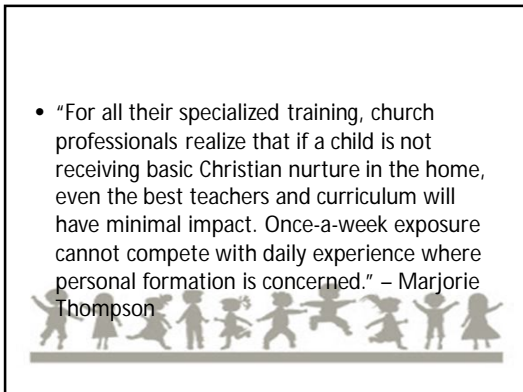 • “For all their specialized training, church
professionals realize that if a child is not
receiving basic Christian nurture in the home,
even the best teachers and curriculum will
have minimal impact. Once-a-week exposure
cannot compete with daily experience where
personal formation is concerned.” – Marjorie
Thompson